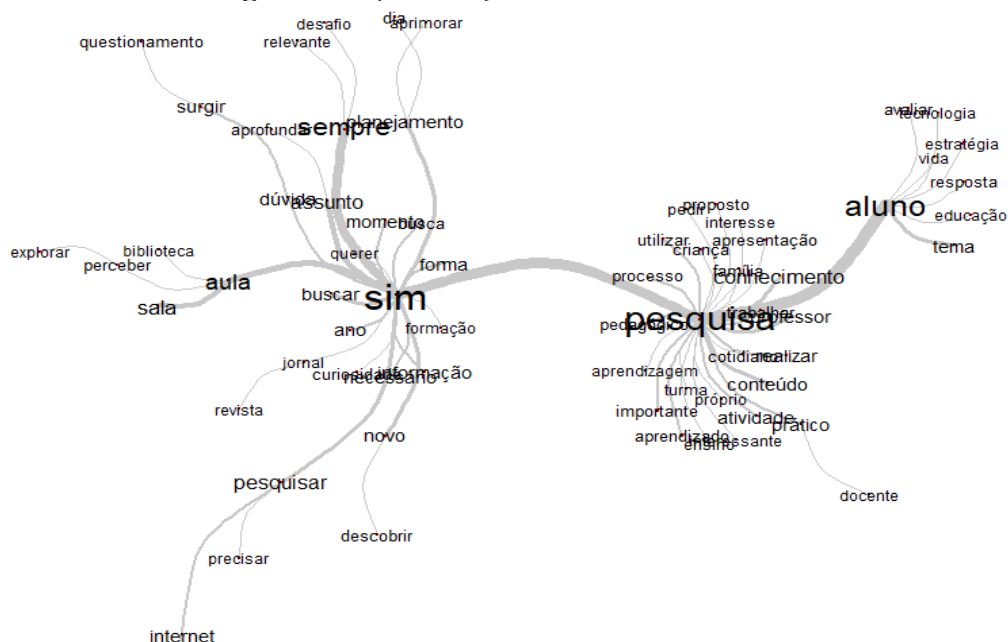 dia
desafio
aprimorar
questionamento
relevante
surgir
avaliar
tecnologia
planejamento
aprofundar
sempre
estratégia
vida
resposta
dúvida
assunto
proposto
pedir
interesse
aluno
educação
momento
busca
utilizar
criança
apresentação
tema
explorar
biblioteca
querer
perceber
forma
processo
família
conhecimento
aula
buscar
sim
sala
pesquisa
trabalhar
professor
ano
formação
pedagógico
jornal
curiosidade
informação
necessário
cotidiano
realizar
aprendizagem
turma
conteúdo
revista
próprio
importante
atividade
prático
novo
aprendizado
interessante
ensino
pesquisar
docente
descobrir
precisar
internet